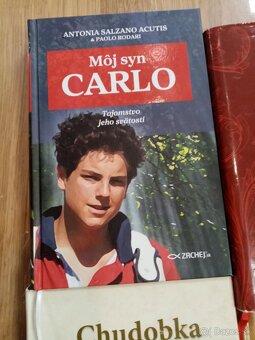 ANTONIA SALZANO ACUTIS
& PAOLO RODARI
Môj syn
CARLO
Tajomstvo
jeho svätosti
ZACHEJ.sk
Chudobka